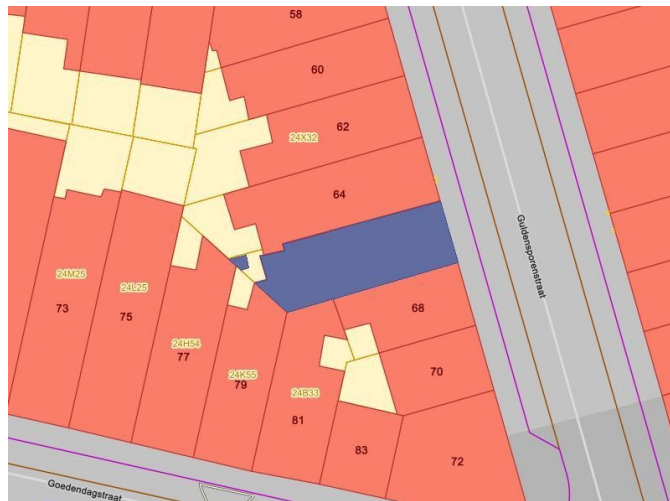 58
60
62
24X32
64
Guldensporenstraat
24M25
73
24L25
75
24H54
77
24K55
79
24B33
81
83
68
70
72
Goedendagstraat